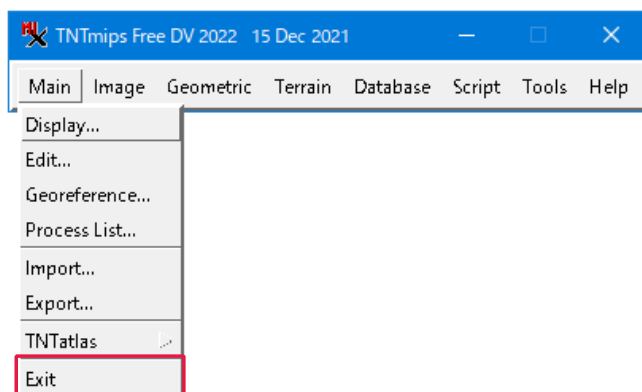 TNTmips Free DV 2022 15 Dec 2021
Main Image Geometric Terrain Database Script Tools Help
Display...
Edit...
Georeference...
Process List...
Import...
Export...
TNTatlas
Exit